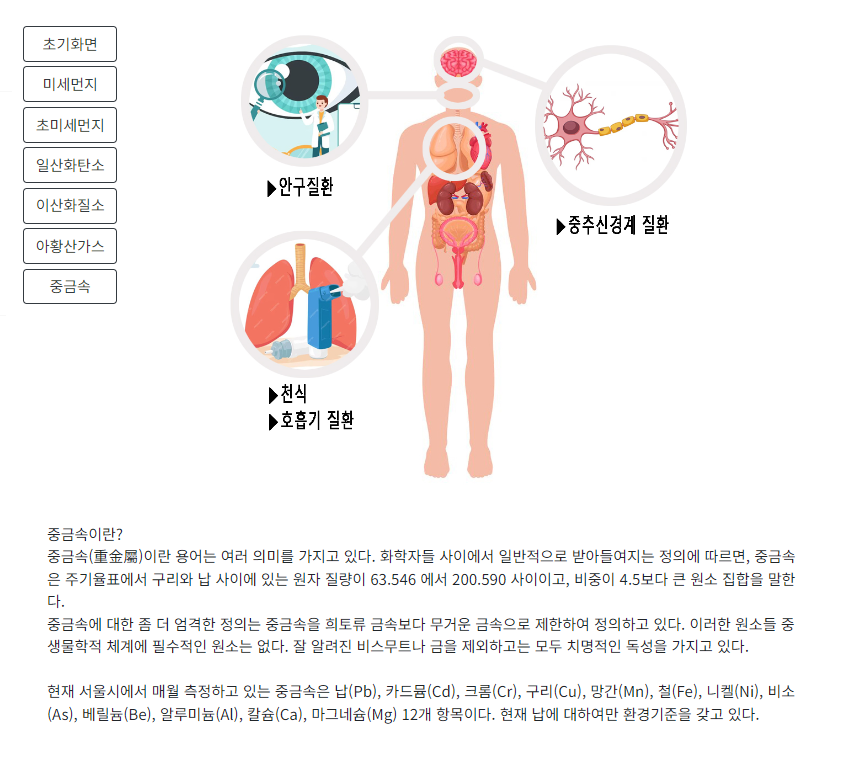 초기화면
미세먼지
초미세먼지
일산화탄소
이산화질소
아황산가스
중금속
▶안구질환
▶중추신경계 질환
▶천식
▶호흡기 질환
중금속이란?
중금속(重金屬)이란 용어는 여러 의미를 가지고 있다. 화학자들 사이에서 일반적으로 받아들여지는 정의에 따르면, 중금속
은 주기율표에서 구리와 납 사이에 있는 원자 질량이 63.546 에서 200.590 사이이고, 비중이 4.5보다 큰 원소 집합을 말한
다.
중금속에 대한 좀 더 엄격한 정의는 중금속을 희토류 금속보다 무거운 금속으로 제한하여 정의하고 있다. 이러한 원소들 중
생물학적 체계에 필수적인 원소는 없다. 잘 알려진 비스무트나 금을 제외하고는 모두 치명적인 독성을 가지고 있다.
현재 서울시에서 매월 측정하고 있는 중금속은 납(Pb), 카드뮴(Cd), 크롬(Cr), 구리(Cu), 망간(Mn), 철(Fe), 니켈(Ni), 비소
(As), 베릴늄(Be), 알루미늄(Al), 칼슘(Ca), 마그네슘(Mg) 12개 항목이다. 현재 납에 대하여만 환경기준을 갖고 있다.